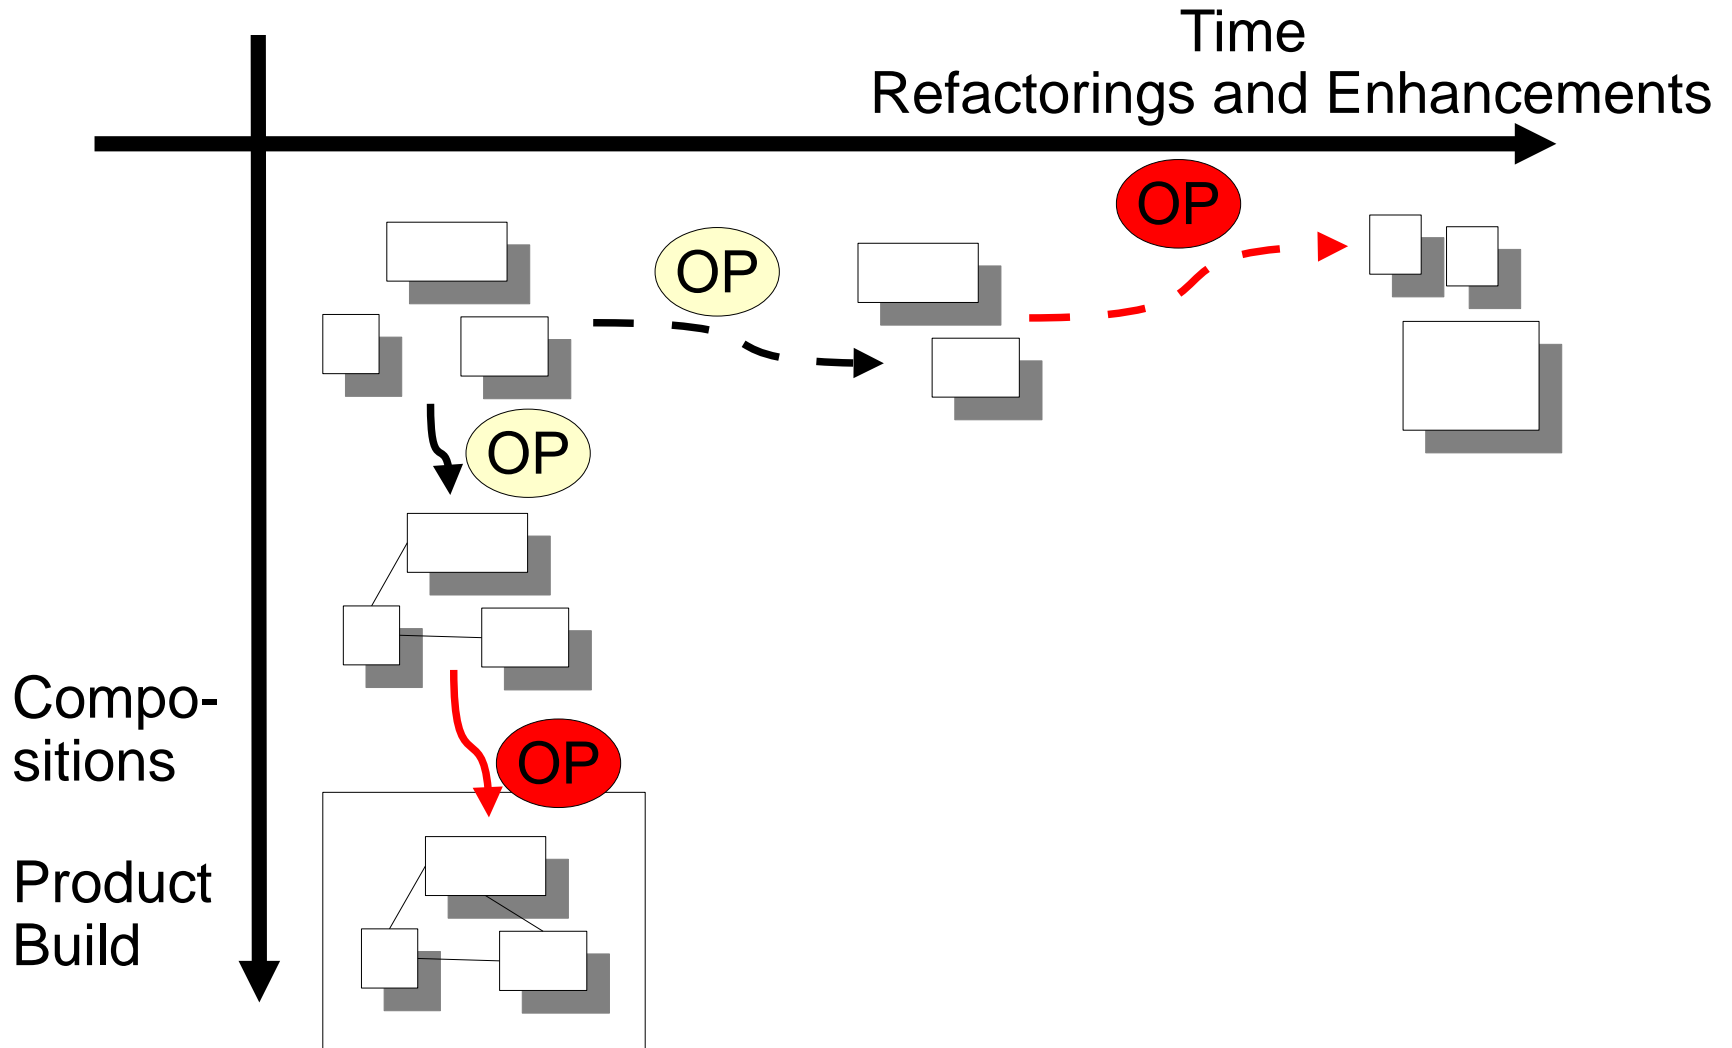 Time
Refactorings and Enhancements
OP
OP
OP
Compo-
sitions
OP
Product
Build